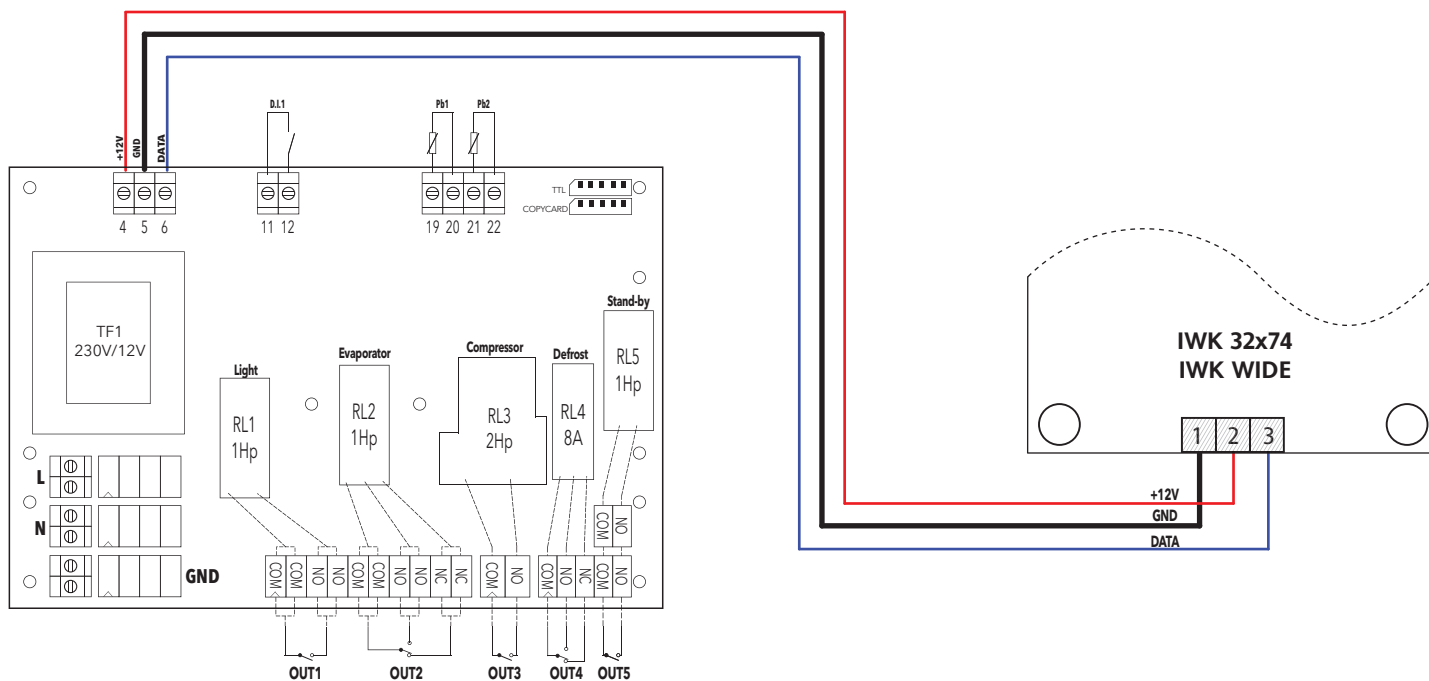 D.I.1 Pb1 Pb2
+12V GND DATA
TTL
COPYCARD
4 5 6 11 12 19 20 21 22
TF1
230V/12V
Light
RL1
1Hp
Evaporator
RL2
1Hp
Compressor
RL3
2Hp
Defrost
RL4
8A
Stand-by
RL5
1Hp
L
N
GND
COM NO
COM COM NO NO COM COM NO NO NC NC COM NO COM NO NC COM NO
OUT1 OUT2 OUT3 OUT4 OUT5
IWK 32x74
IWK WIDE
1 2 3
+12V
GND
DATA